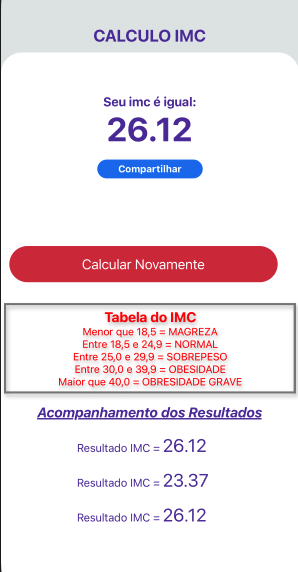 CALCULO IMC
Seu imc é igual:
26.12
Compartilhar
Calcular Novamente
Tabela do IMC
Menor que 18,5 = MAGREZA
Entre 18,5 e 24,9 = NORMAL
Entre 25,0 e 29,9 = SOBREPESO
Entre 30,0 e 39,9 = OBESIDADE
Maior que 40,0 = OBRESIDADE GRAVE
Acompanhamento dos Resultados
Resultado IMC = 26.12
Resultado IMC = 23.37
Resultado IMC = 26.12